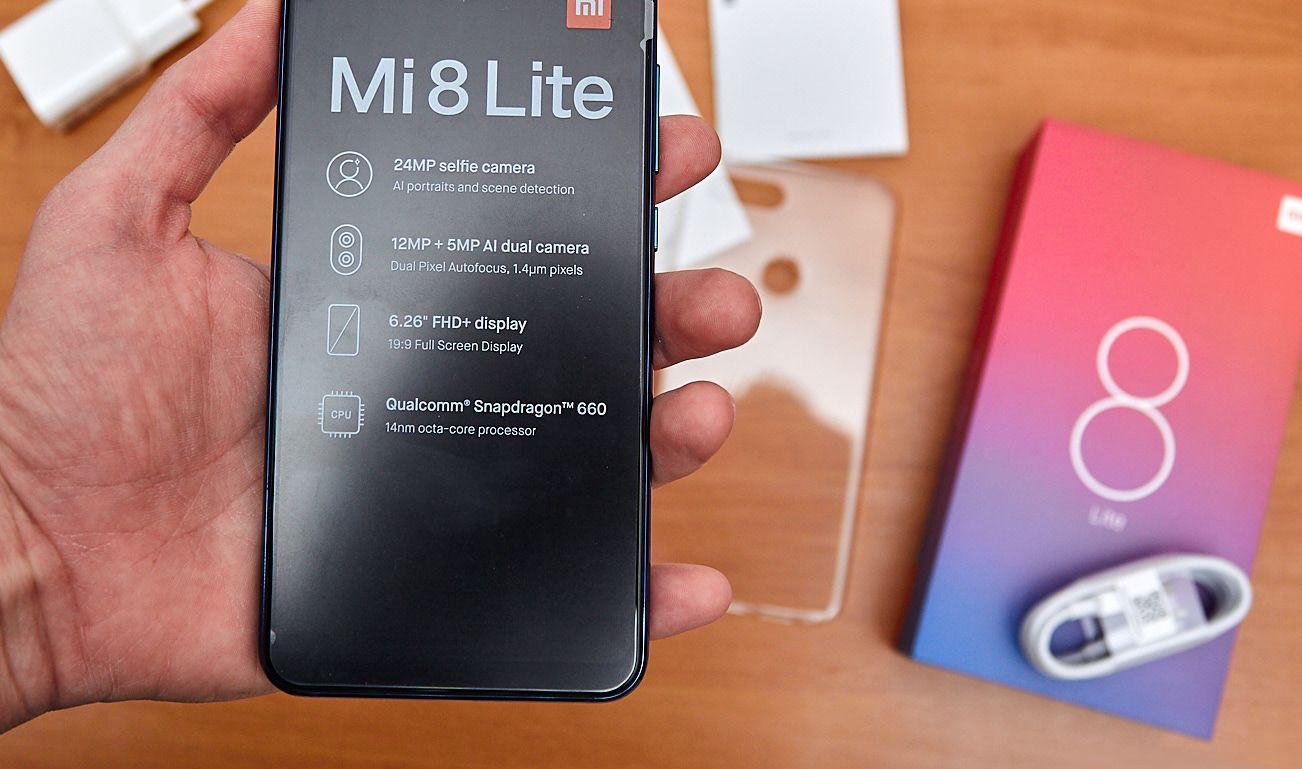 mi
Mi 8 Lite
24MP selfie camera
AI portraits and scene detection
12MP + 5MP AI dual camera
Dual Pixel Autofocus, 1.4µm pixels
6.26" FHD+ display
19:9 Full Screen Display
CPU
Qualcomm® Snapdragon™ 660
14nm octa-core processor
mi
8
Lite